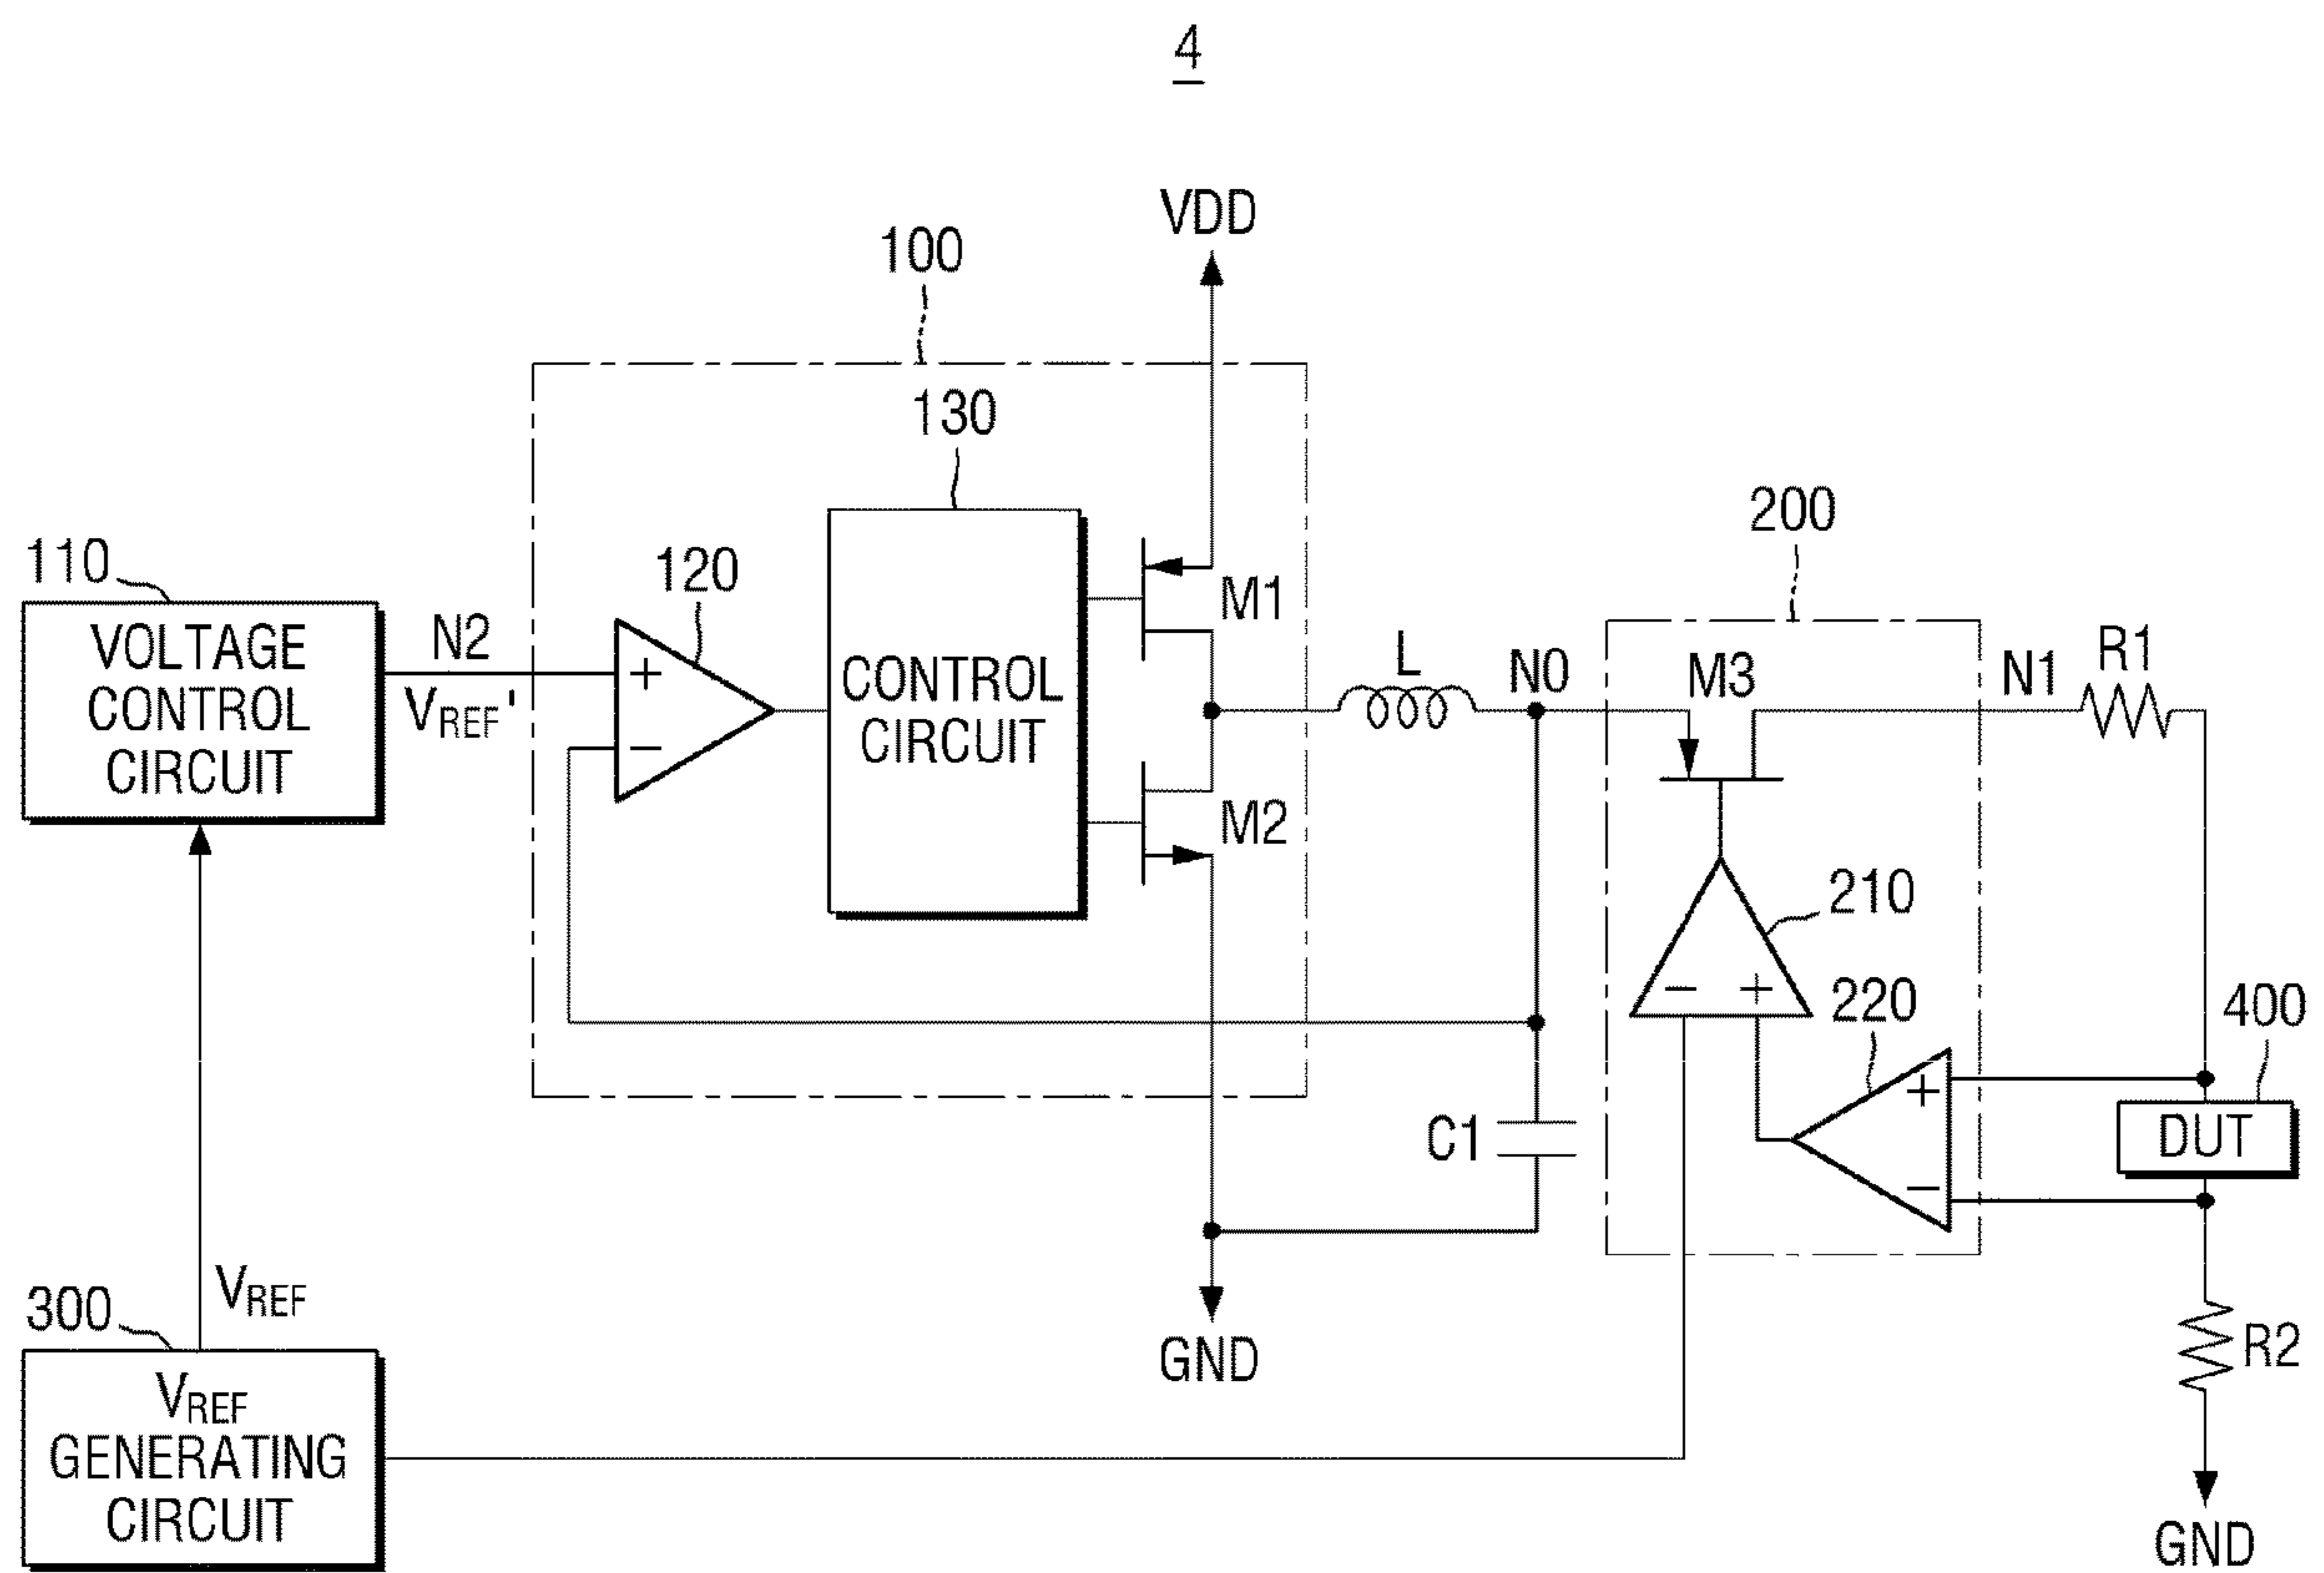 4
VDD
100
130
200
110
120
VOLTAGE
CONTROL
CIRCUIT
N2
VREF'
+
−
CONTROL
CIRCUIT
M1
M2
L
N0
M3
N1
R1
210
−
+
220
+
−
400
DUT
C1
R2
GND
GND
300
VREF
VREF
GENERATING
CIRCUIT